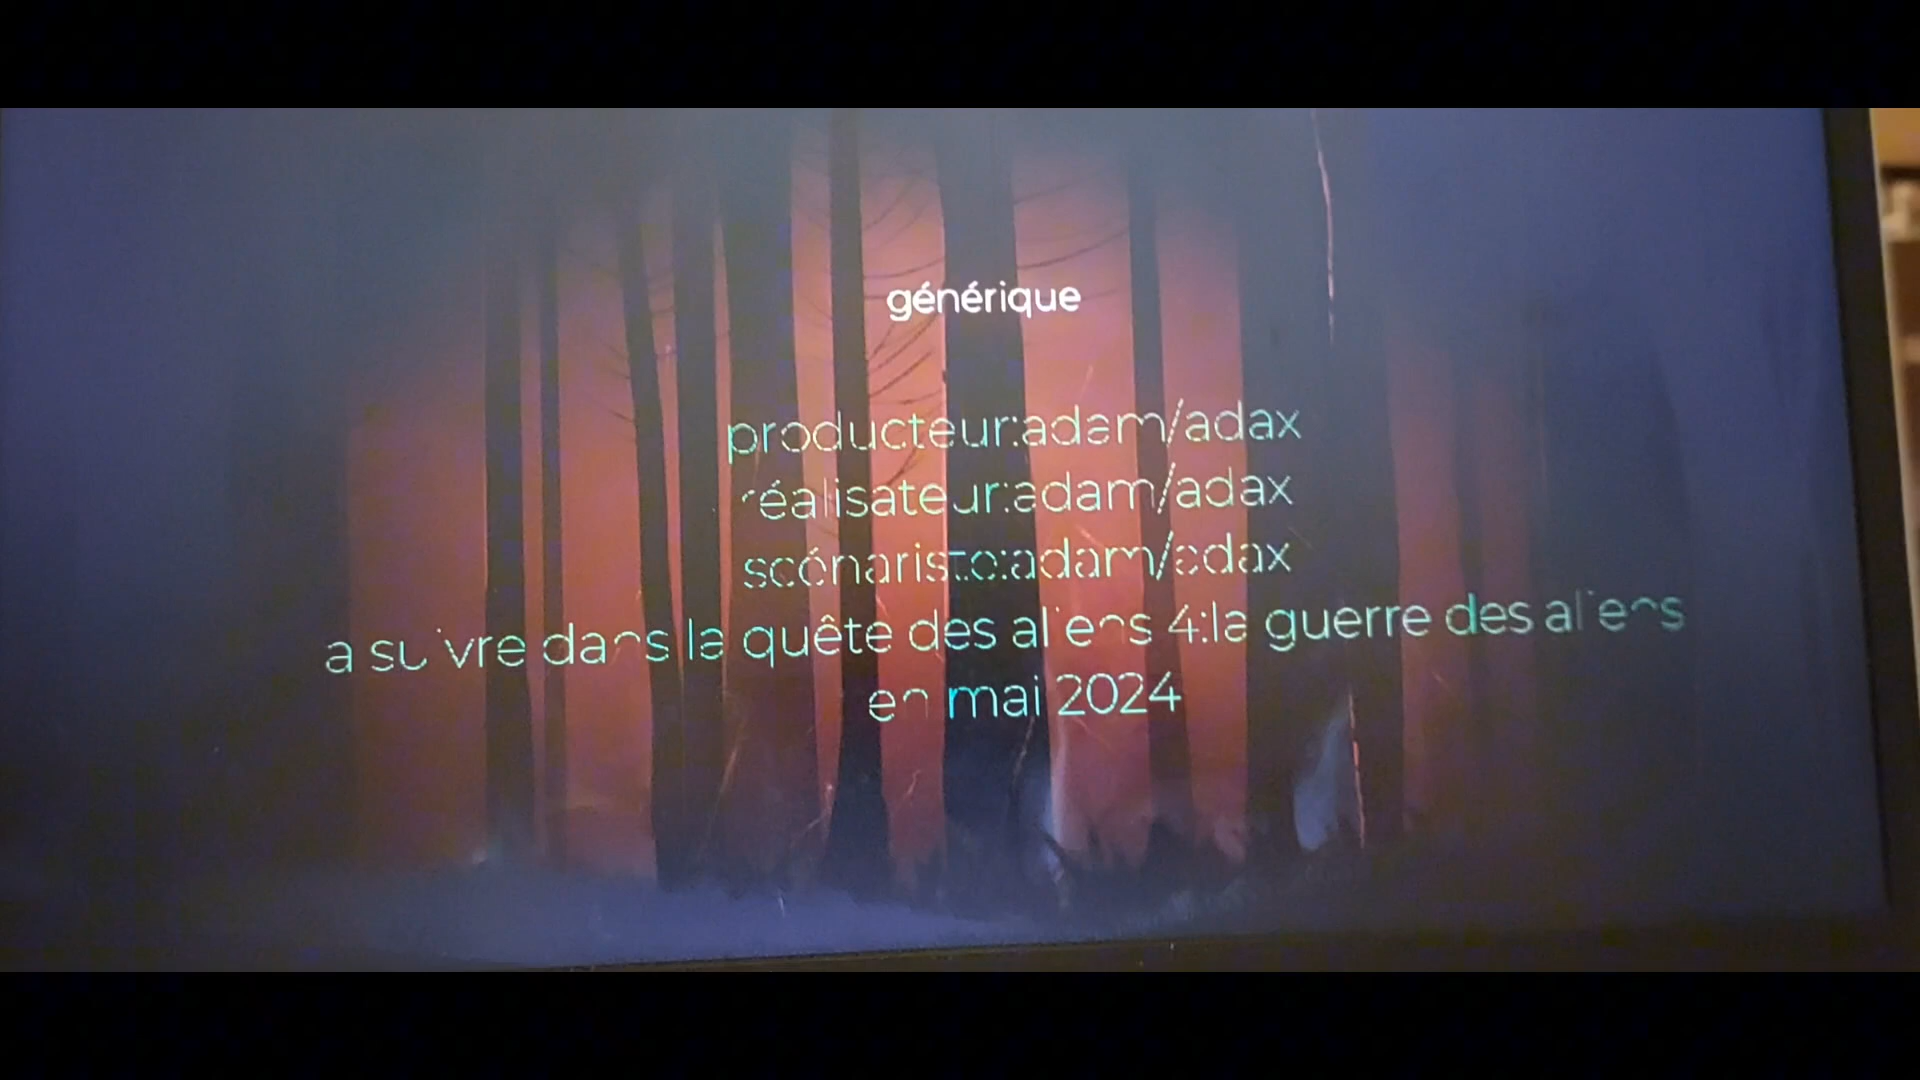 générique
producteur:adam/adax
réalisateur:adam/adax
scénariste:adam/adax
a suivre dans la quête des aliens 4:la guerre des aliens
en mai 2024